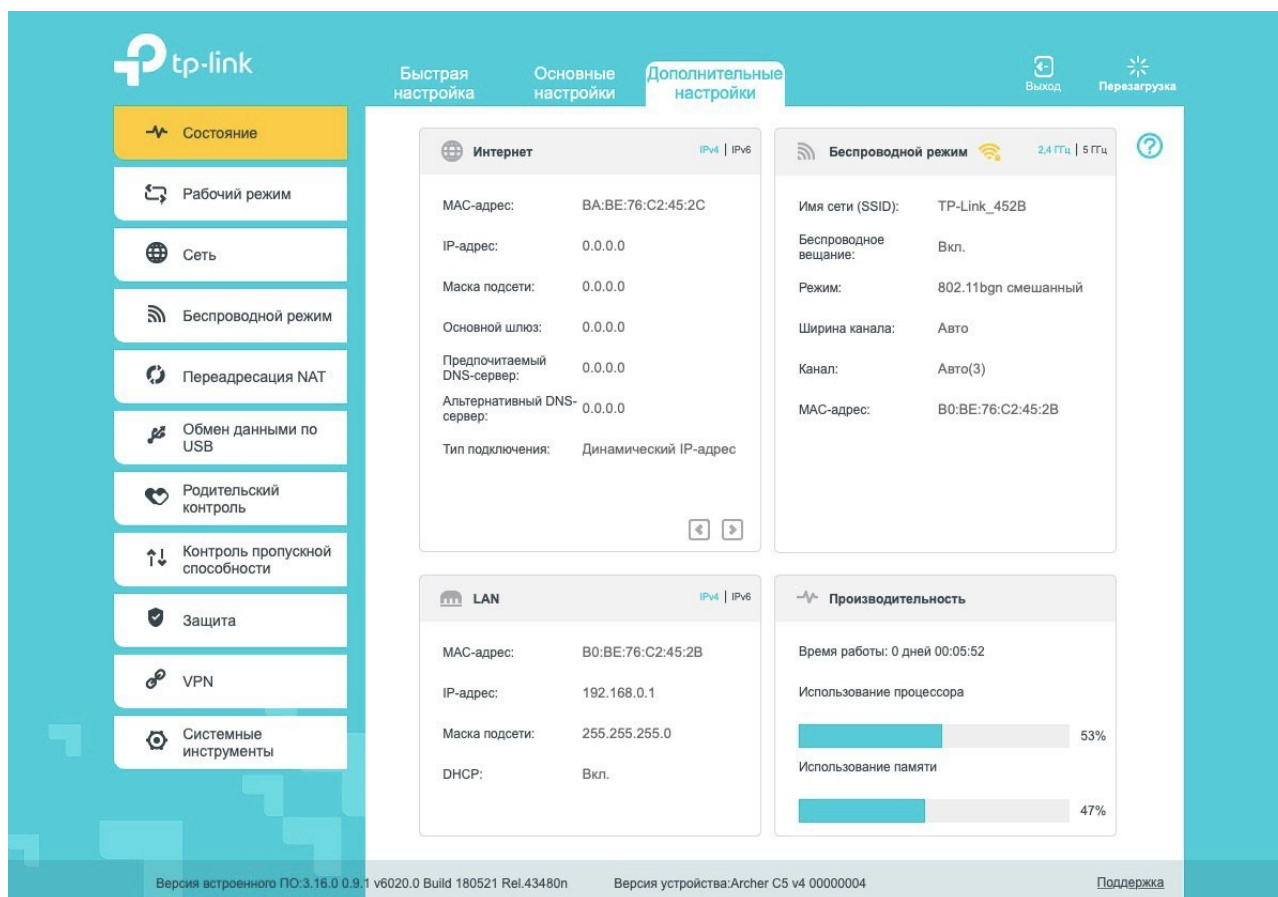 tp-link
Быстрая
настройка
Основные
настройки
Дополнительные
настройки
Выход
Перезагрузка
Состояние
Рабочий режим
Сеть
Беспроводной режим
Переадресация NAT
Обмен данными по
USB
Родительский
контроль
Контроль пропускной
способности
Защита
VPN
Системные
инструменты
Интернет IPv4 | IPv6
MAC-адрес: BA:BE:76:C2:45:2C
IP-адрес: 0.0.0.0
Маска подсети: 0.0.0.0
Основной шлюз: 0.0.0.0
Предпочитаемый
DNS-сервер: 0.0.0.0
Альтернативный DNS-
сервер: 0.0.0.0
Тип подключения: Динамический IP-адрес
Беспроводной режим 2,4 ГГц | 5 ГГц
Имя сети (SSID): TP-Link_452B
Беспроводное
вещание: Вкл.
Режим: 802.11bgn смешанный
Ширина канала: Авто
Канал: Авто(3)
MAC-адрес: B0:BE:76:C2:45:2B
LAN IPv4 | IPv6
MAC-адрес: B0:BE:76:C2:45:2B
IP-адрес: 192.168.0.1
Маска подсети: 255.255.255.0
DHCP: Вкл.
Производительность
Время работы: 0 дней 00:05:52
Использование процессора
53%
Использование памяти
47%
Версия встроенного ПО:3.16.0 0.9.1 v6020.0 Build 180521 Rel.43480n Версия устройства:Archer C5 v4 00000004 Поддержка